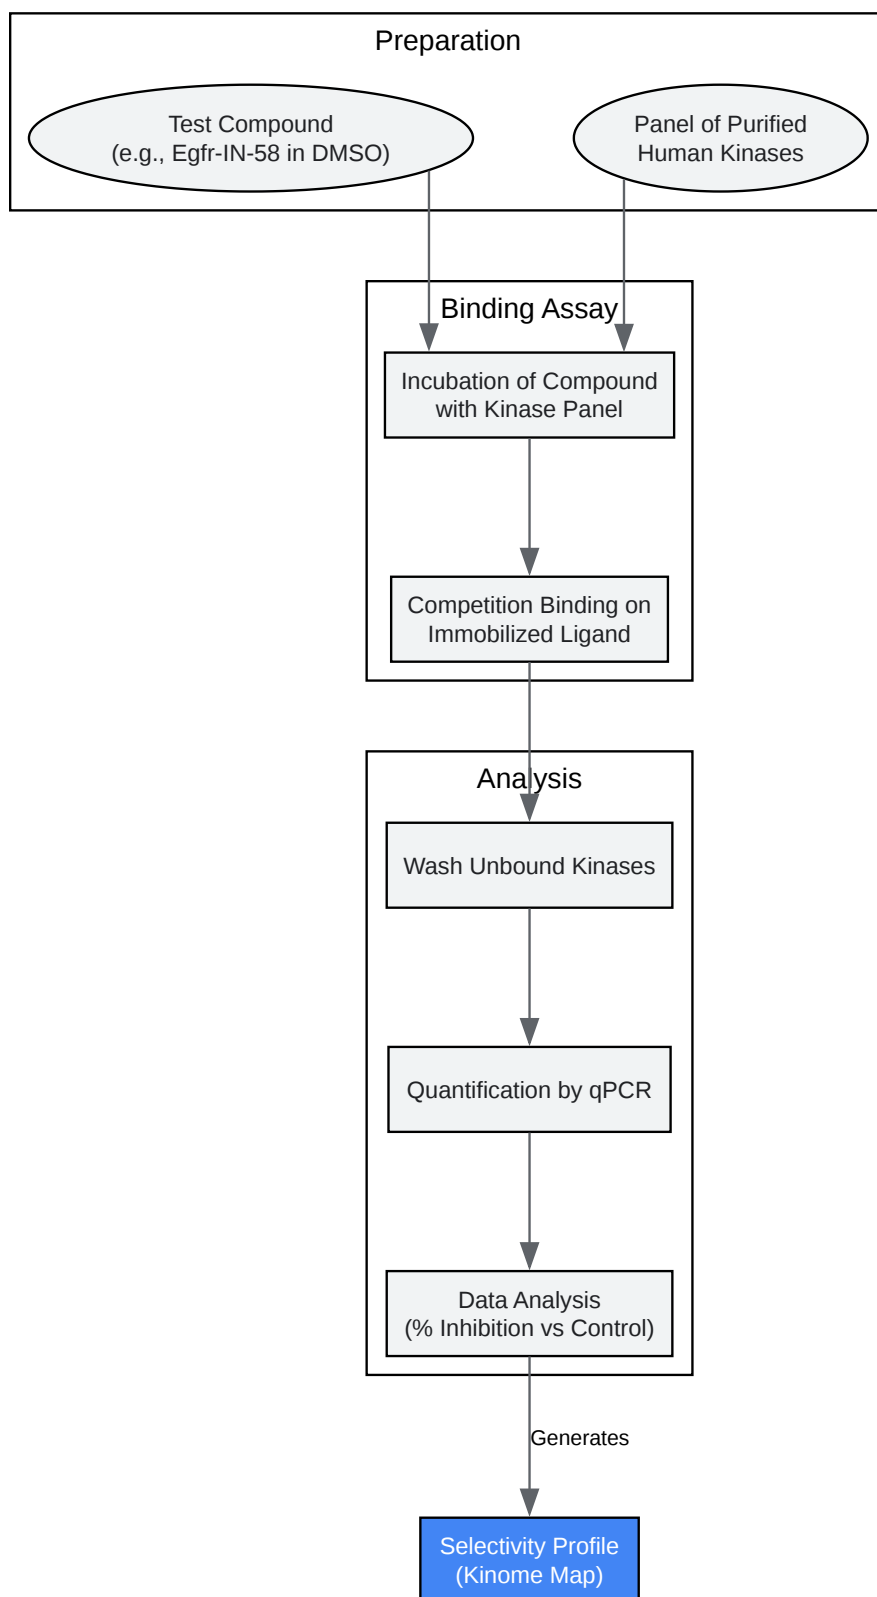 Preparation
Test Compound
(e.g., Egfr-IN-58 in DMSO)
Panel of Purified
Human Kinases
Binding Assay
Incubation of Compound
with Kinase Panel
Competition Binding on
Immobilized Ligand
Analysis
Wash Unbound Kinases
Quantification by qPCR
Data Analysis
(% Inhibition vs Control)
Generates
Selectivity Profile
(Kinome Map)